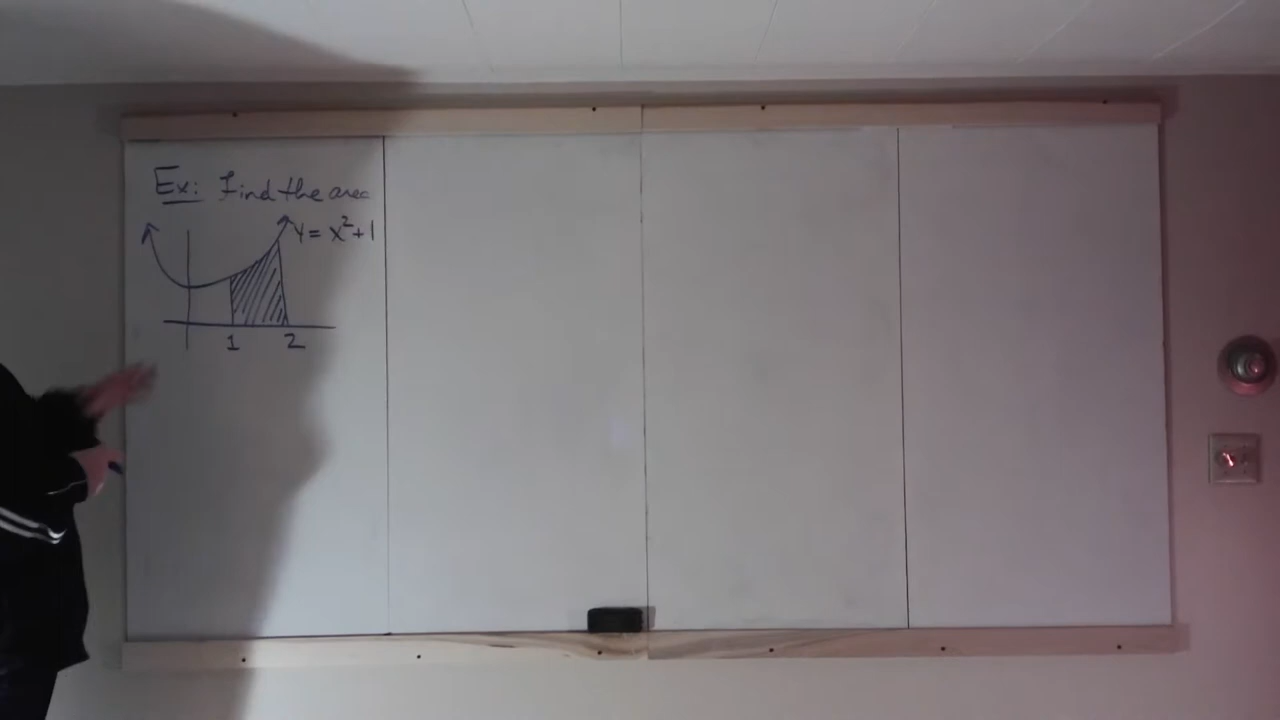 Ex: Find the area
y = x²+1
1 2